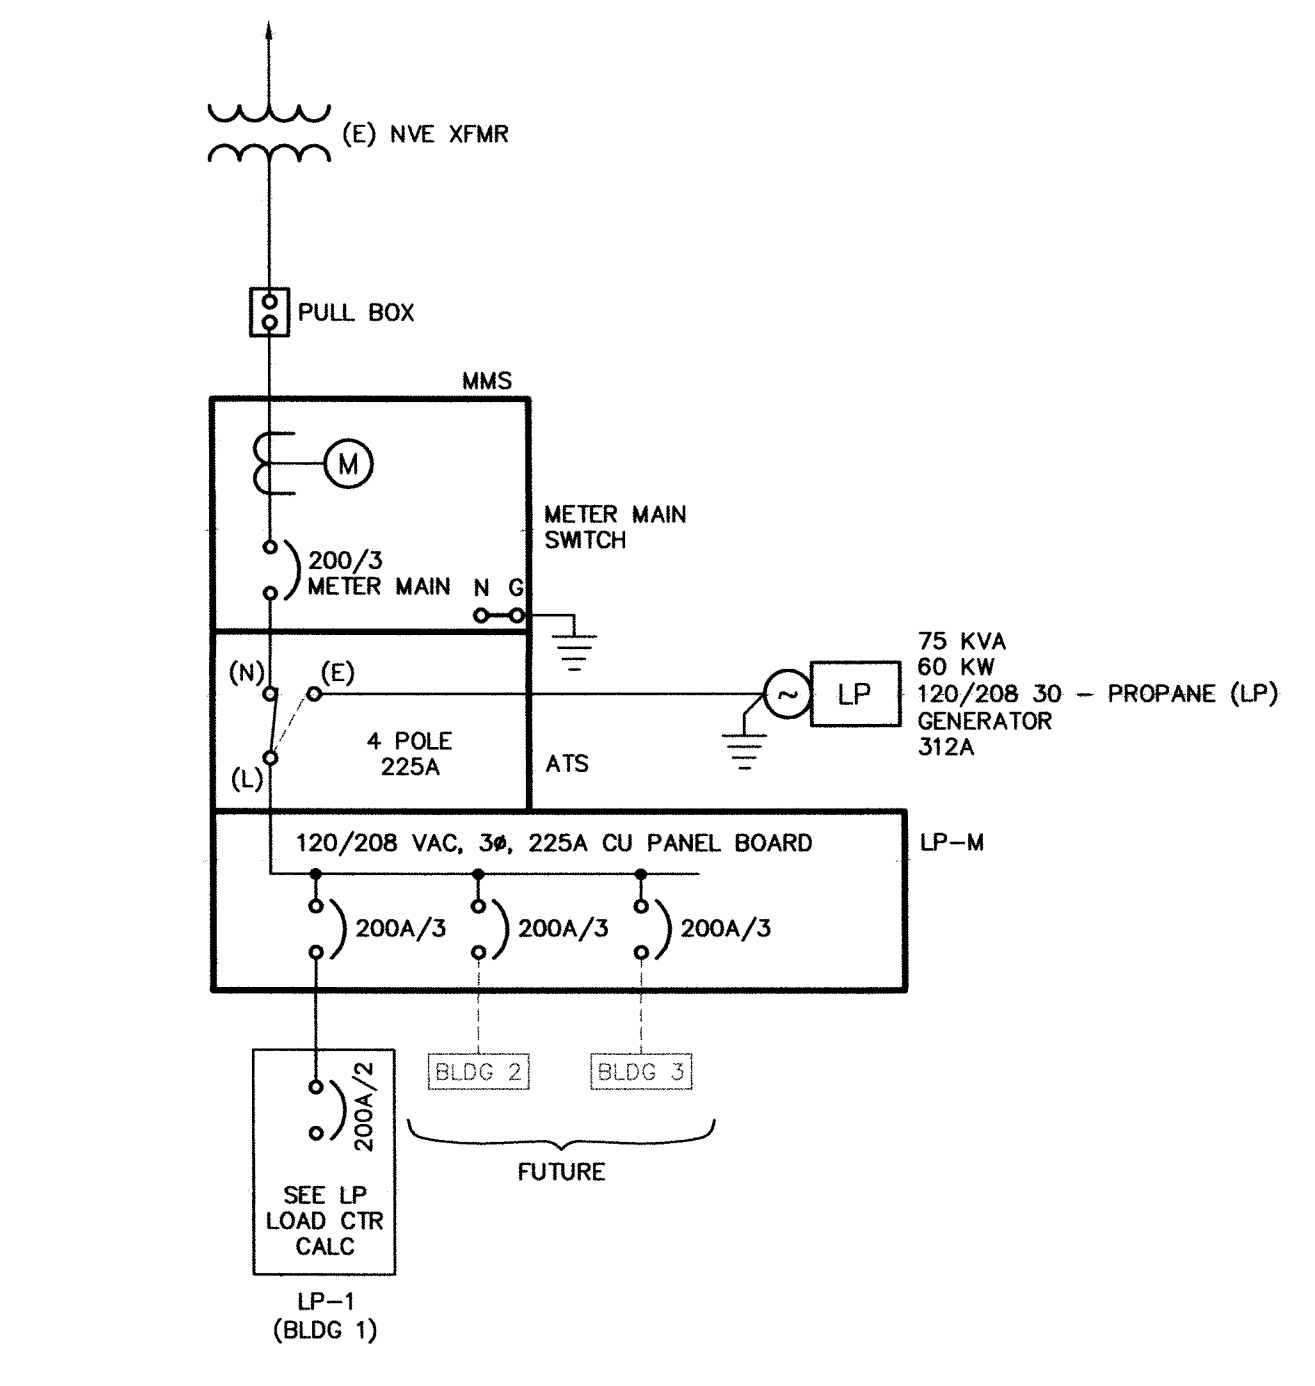 (E) NVE XFMR
PULL BOX
MMS
M
METER MAIN
SWITCH
200/3
METER MAIN
N G
(N)
(E)
(L)
4 POLE
225A
ATS
~
LP
75 KVA
60 KW
120/208 30 - PROPANE (LP)
GENERATOR
312A
120/208 VAC, 3ø, 225A CU PANEL BOARD
LP-M
200A/3
200A/3
200A/3
200A/2
BLDG 2
BLDG 3
FUTURE
SEE LP
LOAD CTR
CALC
LP-1
(BLDG 1)